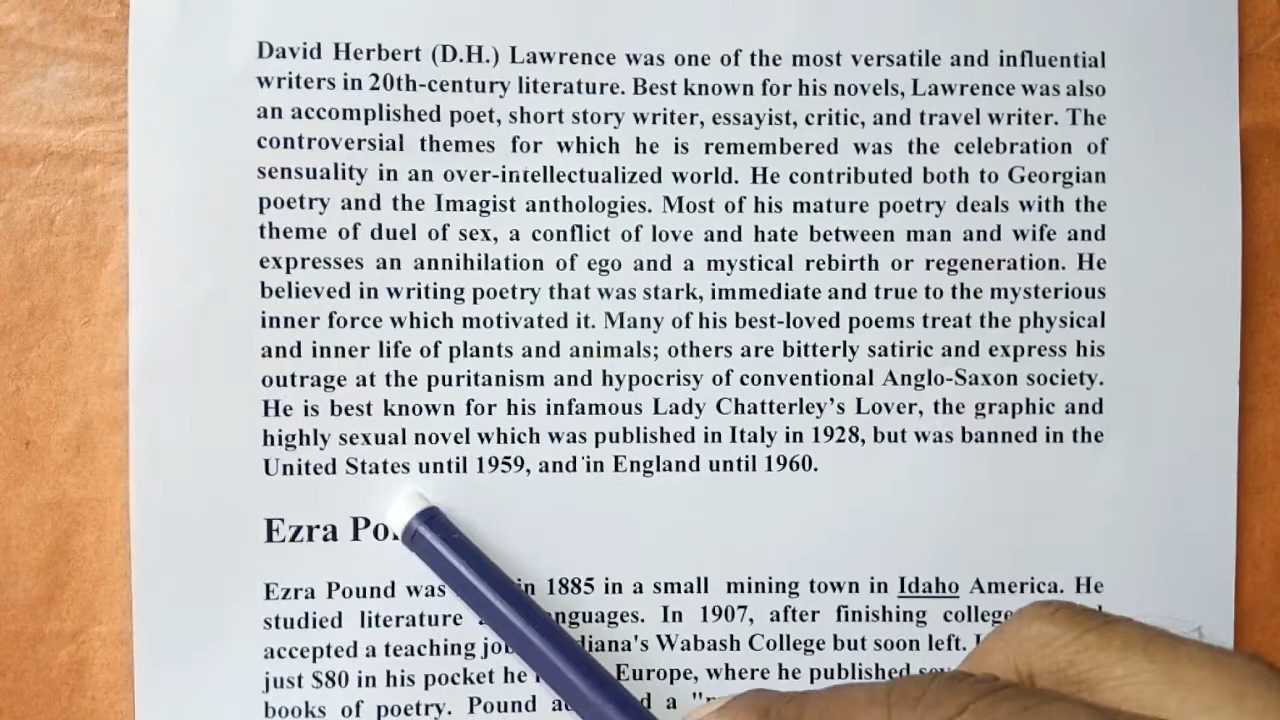 David Herbert (D.H.) Lawrence was one of the most versatile and influential
writers in 20th-century literature. Best known for his novels, Lawrence was also
an accomplished poet, short story writer, essayist, critic, and travel writer. The
controversial themes for which he is remembered was the celebration of
sensuality in an over-intellectualized world. He contributed both to Georgian
poetry and the Imagist anthologies. Most of his mature poetry deals with the
theme of duel of sex, a conflict of love and hate between man and wife and
expresses an annihilation of ego and a mystical rebirth or regeneration. He
believed in writing poetry that was stark, immediate and true to the mysterious
inner force which motivated it. Many of his best-loved poems treat the physical
and inner life of plants and animals; others are bitterly satiric and express his
outrage at the puritanism and hypocrisy of conventional Anglo-Saxon society.
He is best known for his infamous Lady Chatterley's Lover, the graphic and
highly sexual novel which was published in Italy in 1928, but was banned in the
United States until 1959, and in England until 1960.
Ezra
Ezra Pound was in 1885 in a small mining town in Idaho America. He
studied literature In 1907, after finishing college
accepted a teaching Wabash College but soon left.
just $80 in his pocket he Europe, where he published
books of poetry. Pound a